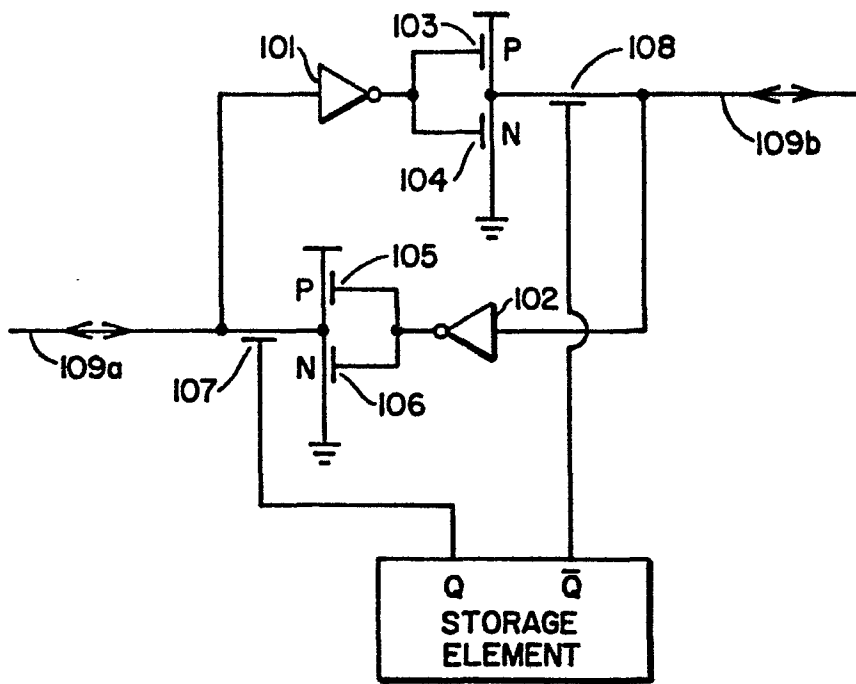 103
101
P
108
N
104
109b
105
P
102
109a
N
107
106
Q
Q̅
STORAGE
ELEMENT